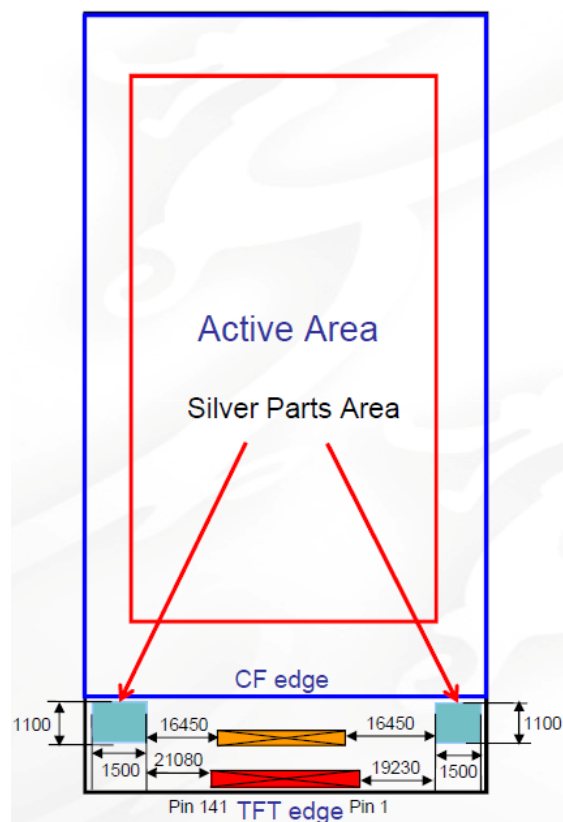 Active Area
Silver Parts Area
CF edge
1100 16450 16450 1100
1500 21080 19230 1500
Pin 141 TFT edge Pin 1